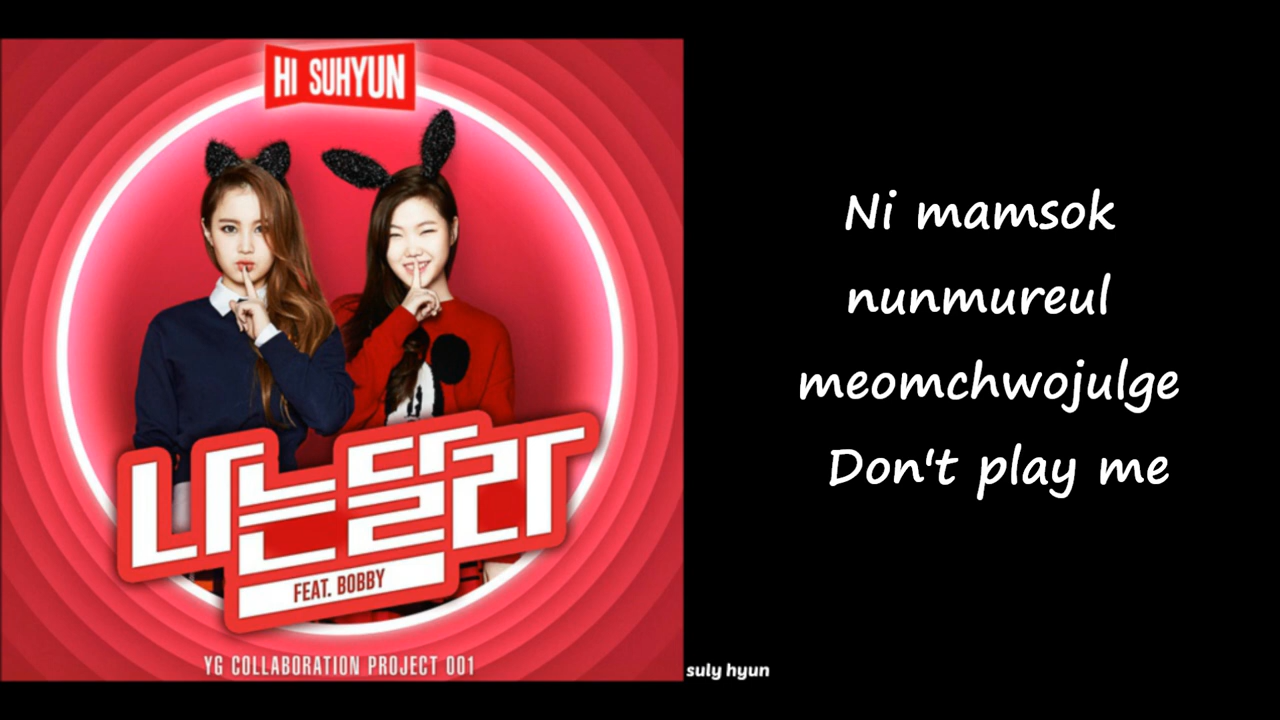 HI SUHYUN
나는 달라
FEAT. BOBBY
YG COLLABORATION PROJECT 001
Ni mamsok
nunmureul
meomchwojulge
Don't play me
suly hyun